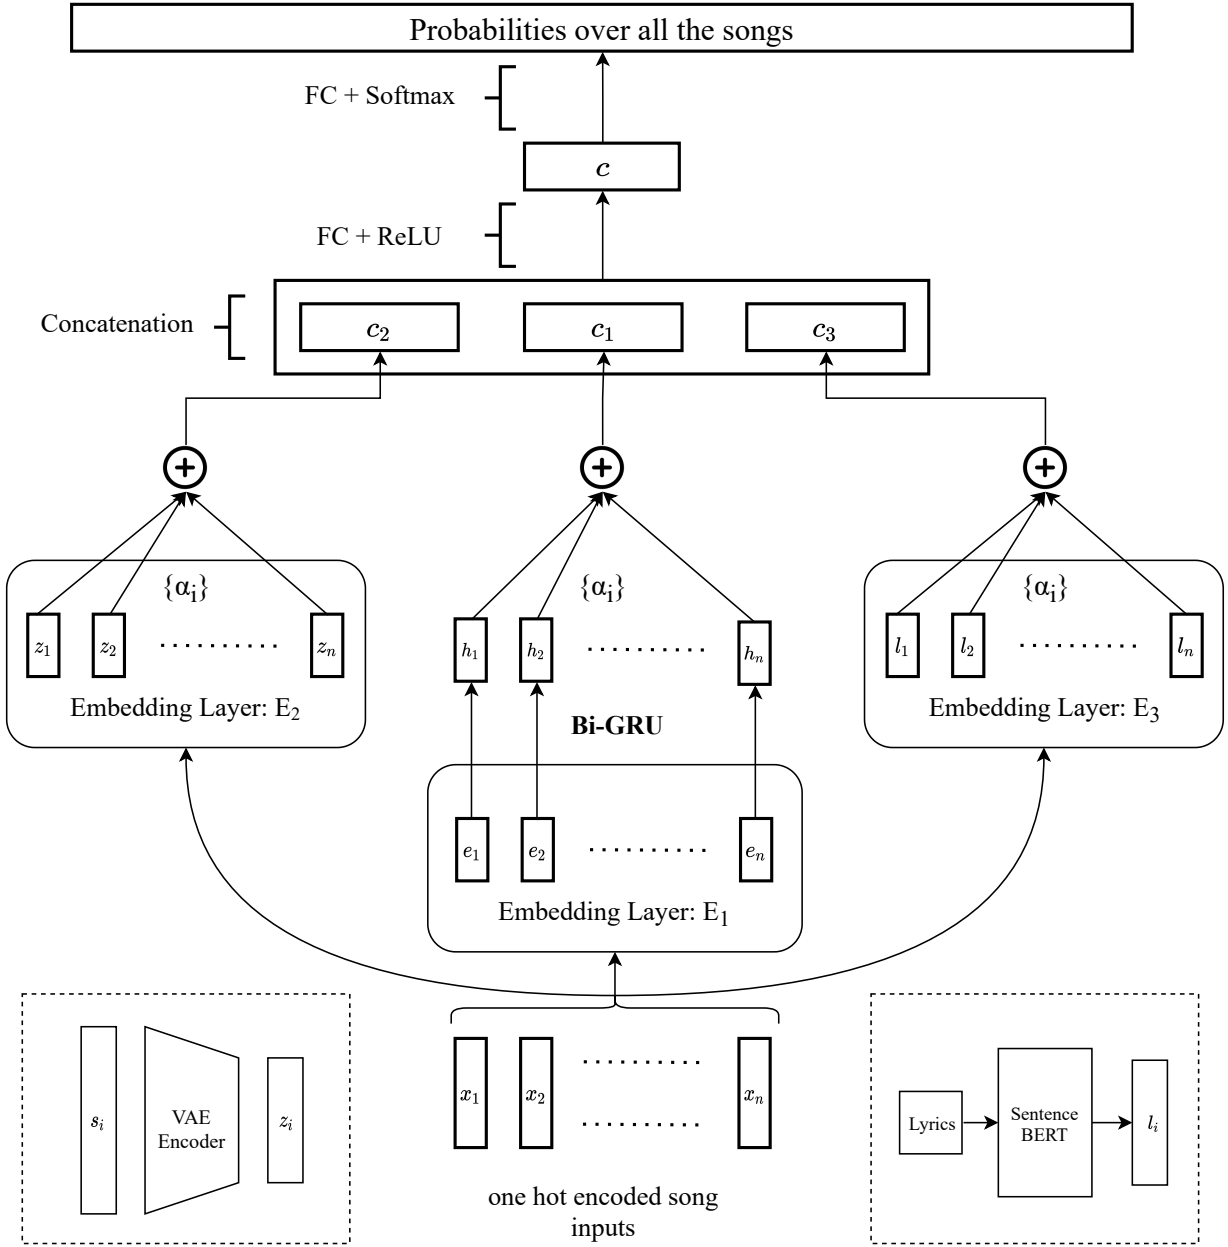 Probabilities over all the songs
FC + Softmax
c
FC + ReLU
Concatenation
c₂ c₁ c₃
{αᵢ} {αᵢ} {αᵢ}
z₁ z₂ ........... zₙ
h₁ h₂ ........... hₙ
l₁ l₂ ........... lₙ
Embedding Layer: E₂
Embedding Layer: E₃
Bi-GRU
e₁ e₂ ........... eₙ
Embedding Layer: E₁
sᵢ
VAE
Encoder
zᵢ
x₁ x₂ ........... xₙ
...........
one hot encoded song
inputs
Lyrics
Sentence
BERT
lᵢ